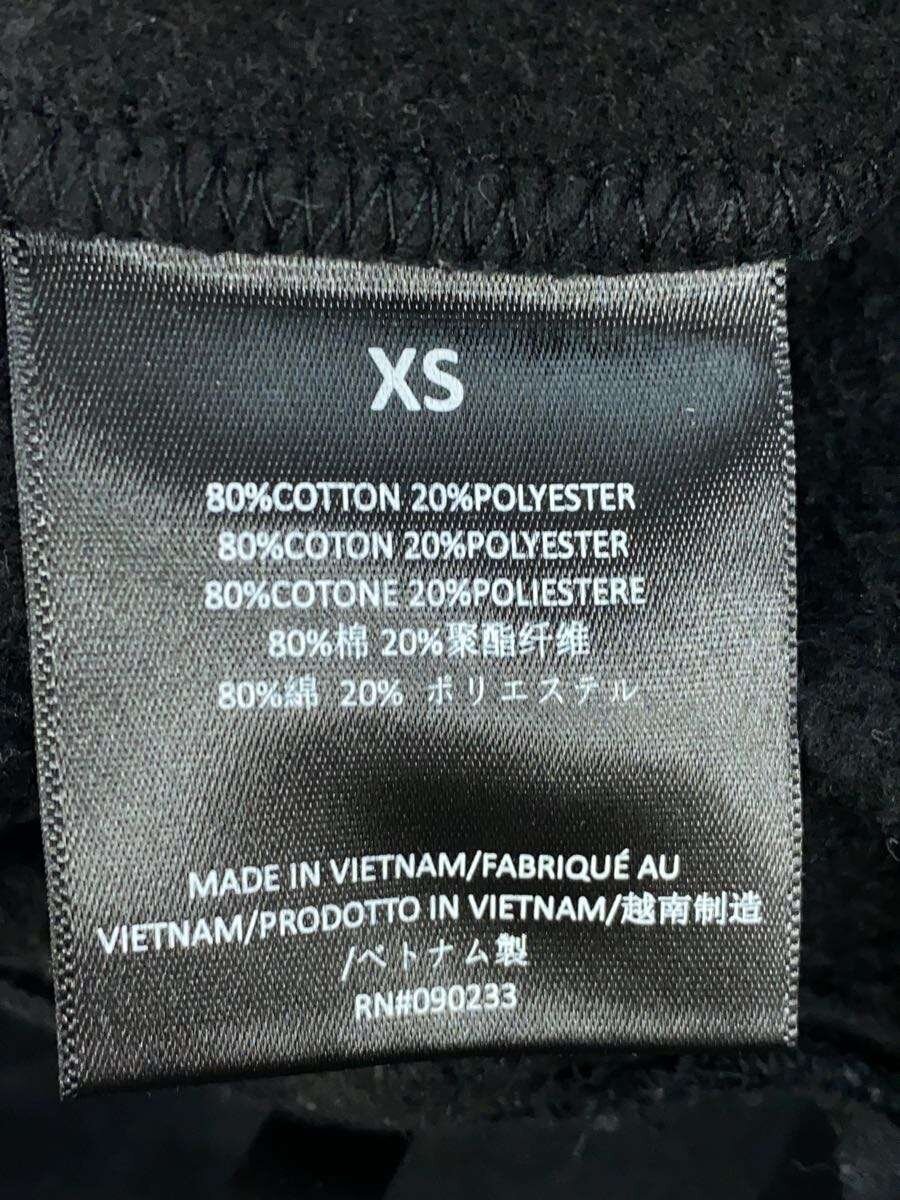 XS
80%COTTON 20%POLYESTER
80%COTON 20%POLYESTER
80%COTONE 20%POLIESTERE
80%棉 20%聚酯纤维
80%綿 20% ポリエステル
MADE IN VIETNAM/FABRIQUÉ AU
VIETNAM/PRODOTTO IN VIETNAM/越南制造
/ベトナム製
RN#090233